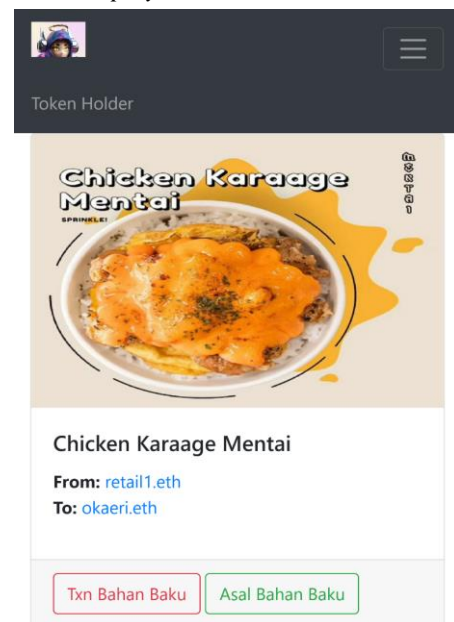 Token Holder
Chicken Karaage
Mentai
SPRINKLE!
MENTAI
Chicken Karaage Mentai
From: retail1.eth
To: okaeri.eth
Txn Bahan Baku
Asal Bahan Baku